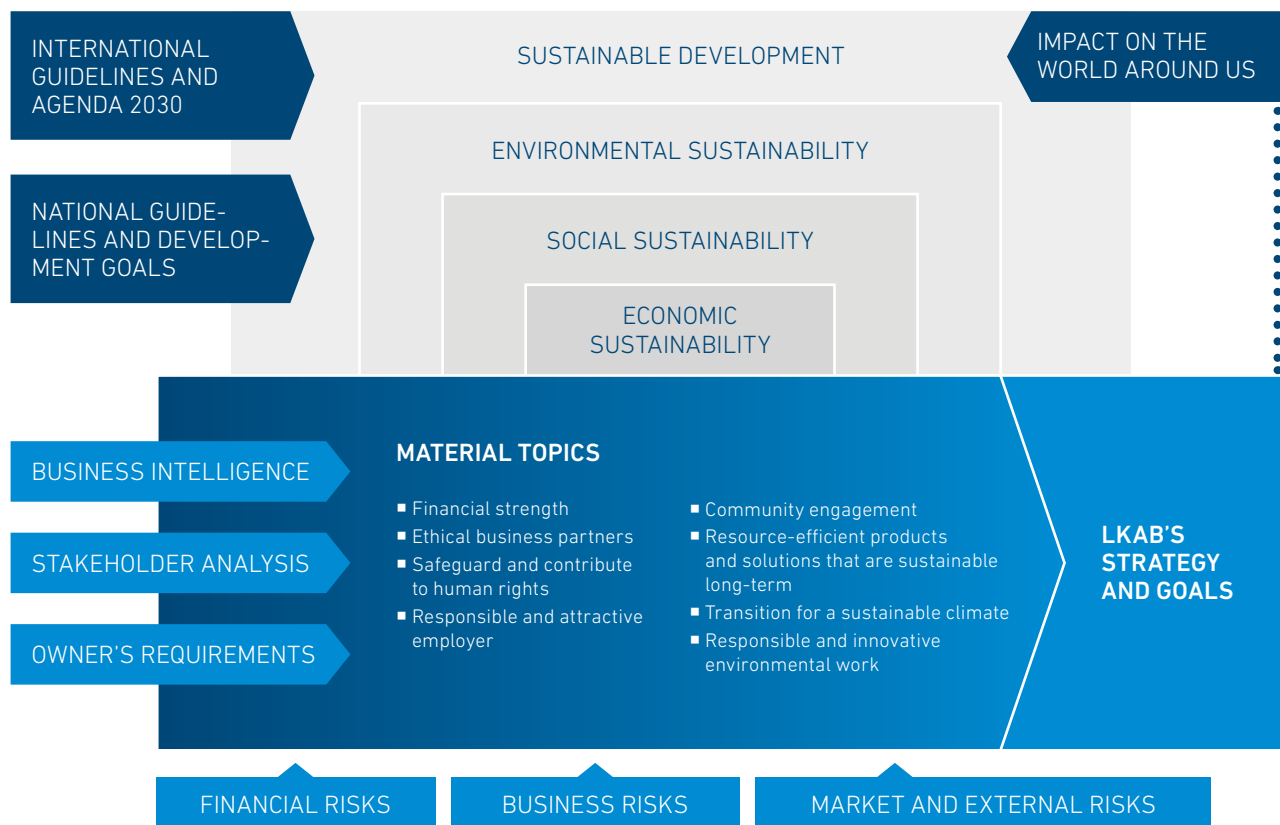 INTERNATIONAL
GUIDELINES AND
AGENDA 2030
SUSTAINABLE DEVELOPMENT
IMPACT ON THE
WORLD AROUND US
ENVIRONMENTAL SUSTAINABILITY
NATIONAL GUIDE-
LINES AND DEVELOP-
MENT GOALS
SOCIAL SUSTAINABILITY
ECONOMIC
SUSTAINABILITY
BUSINESS INTELLIGENCE
STAKEHOLDER ANALYSIS
OWNER'S REQUIREMENTS
MATERIAL TOPICS
▪ Financial strength
▪ Ethical business partners
▪ Safeguard and contribute
to human rights
▪ Responsible and attractive
employer
▪ Community engagement
▪ Resource-efficient products
and solutions that are sustainable
long-term
▪ Transition for a sustainable climate
▪ Responsible and innovative
environmental work
LKAB'S
STRATEGY
AND GOALS
FINANCIAL RISKS
BUSINESS RISKS
MARKET AND EXTERNAL RISKS